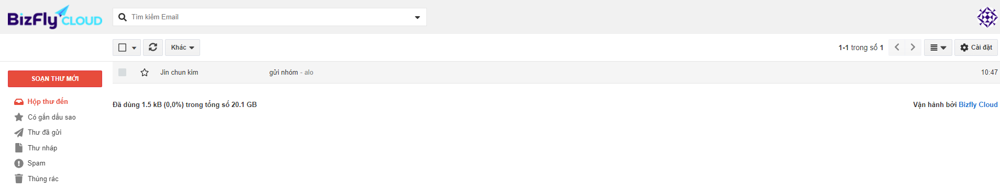 BizFly CLOUD
Tìm kiếm Email
Khác
1-1 trong số 1
Cài đặt
SOẠN THƯ MỚI
Jin chun kim gửi nhóm - alo 10:47
Hộp thư đến
Đã dùng 1.5 kB (0,0%) trong tổng số 20.1 GB
Vận hành bởi Bizfly Cloud
Có gắn dấu sao
Thư đã gửi
Thư nháp
Spam
Thùng rác